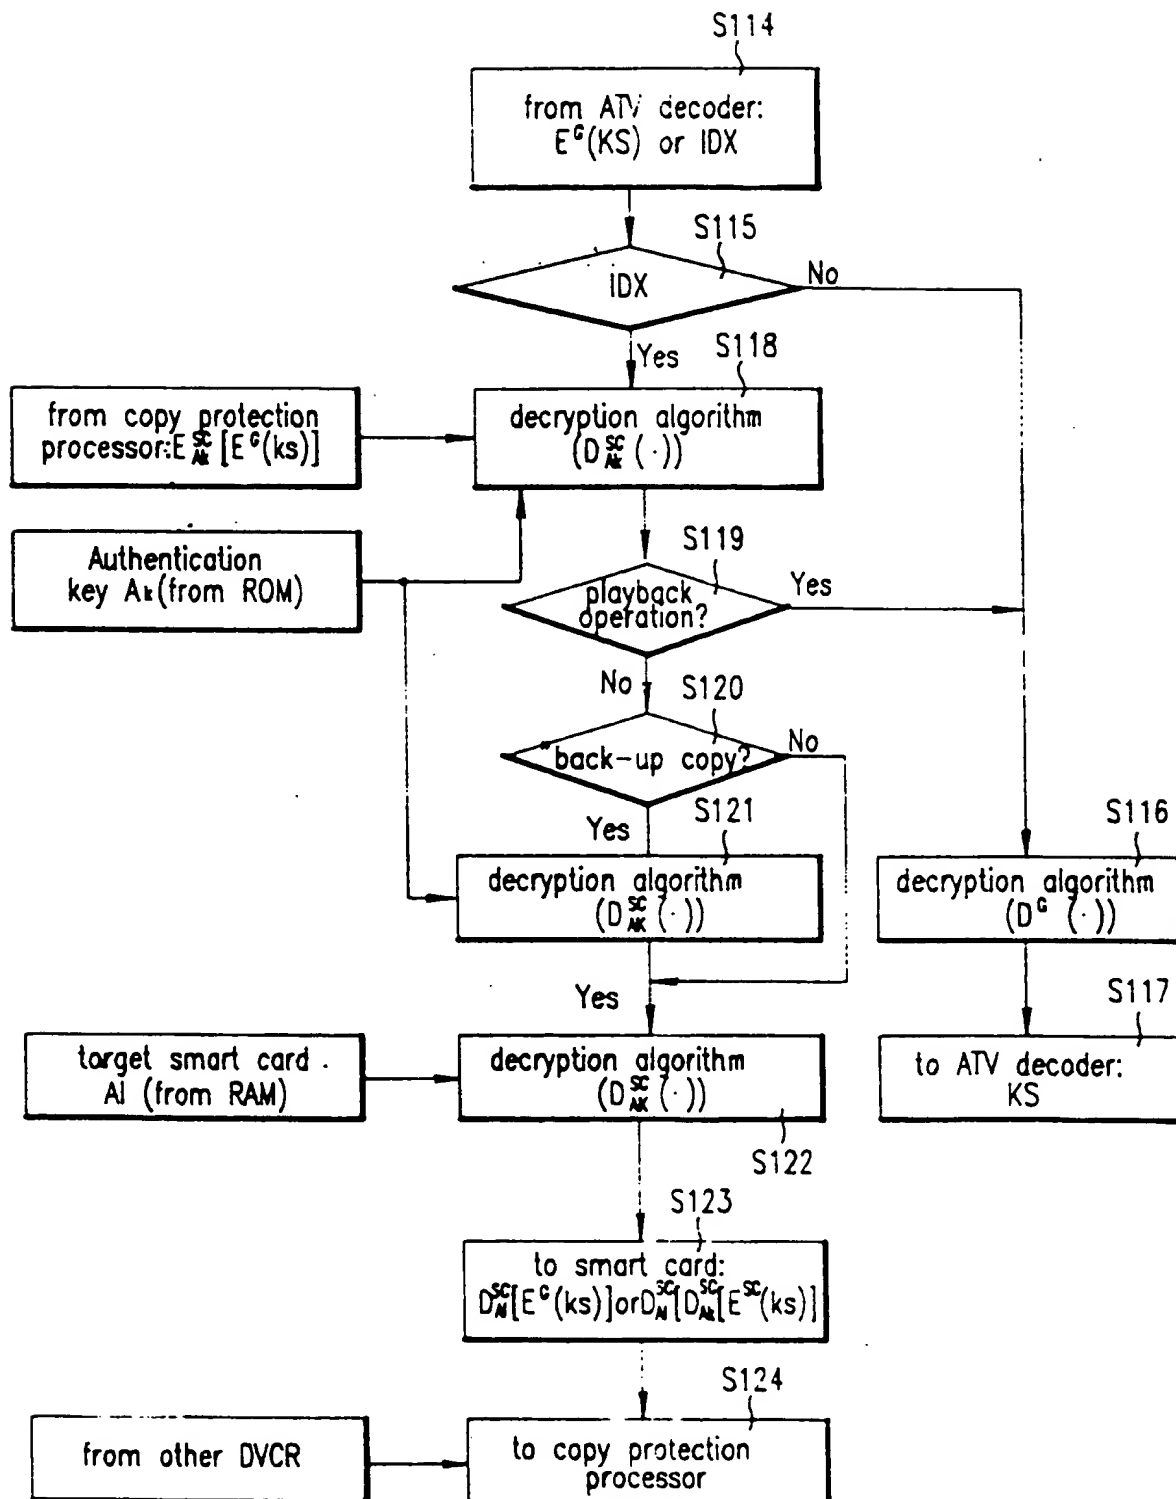 S114
from ATV decoder:
E^G(KS) or IDX
S115
IDX
No
Yes
S118
from copy protection
processor:E^SC_Ak[E^G(ks)]
decryption algorithm
(D^SC_Ak(·))
Authentication
key Ak(from ROM)
S119
playback
operation?
Yes
No
S120
back-up copy?
No
Yes
S121
decryption algorithm
(D^SC_AK(·))
S116
decryption algorithm
(D^G(·))
Yes
S117
target smart card
AI (from RAM)
decryption algorithm
(D^SC_AK(·))
to ATV decoder:
KS
S122
S123
to smart card:
D^SC_AI[E^G(ks)]orD^SC_AI[D^SC_Ak[E^SC(ks)]
S124
from other DVCR
to copy protection
processor